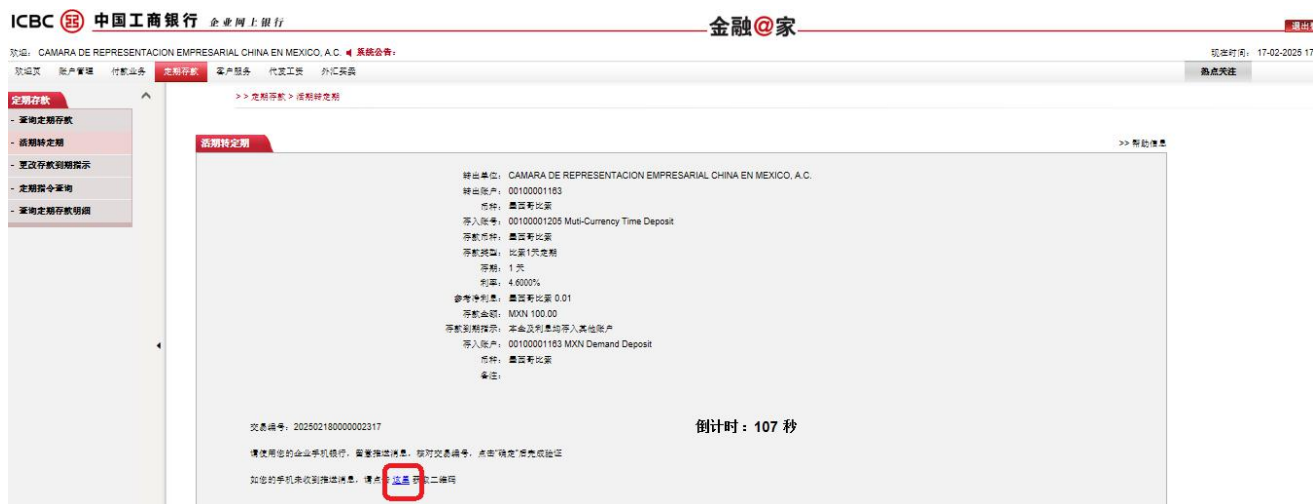 ICBC 中国工商银行 企业网上银行
金融@家
退出登
欢迎: CAMARA DE REPRESENTACION EMPRESARIAL CHINA EN MEXICO, A.C. 系统公告:
现在时间: 17-02-2025 17
欢迎页 账户管理 付款业务 定期存款 客户服务 代发工资 外汇买卖
热点关注
定期存款
>> 定期存款 > 活期转定期
- 查询定期存款
- 活期转定期
- 更改存款到期指示
- 定期指令查询
- 查询定期存款明细
活期转定期
>> 帮助信息
转出单位: CAMARA DE REPRESENTACION EMPRESARIAL CHINA EN MEXICO, A.C.
转出账户: 00100001163
币种: 墨西哥比索
存入账号: 00100001205 Muti-Currency Time Deposit
存款币种: 墨西哥比索
存款类型: 比索1天定期
存期: 1 天
利率: 4.6000%
参考净利息: 墨西哥比索 0.01
存款金额: MXN 100.00
存款到期指示: 本金及利息均存入其他账户
存入账户: 00100001163 MXN Demand Deposit
币种: 墨西哥比索
备注:
交易编号: 202502180000002317
倒计时：107 秒
请使用您的企业手机银行，留意推送消息，核对交易编号，点击"确定"后完成验证
如您的手机未收到推送消息，请点击 这里 获取二维码